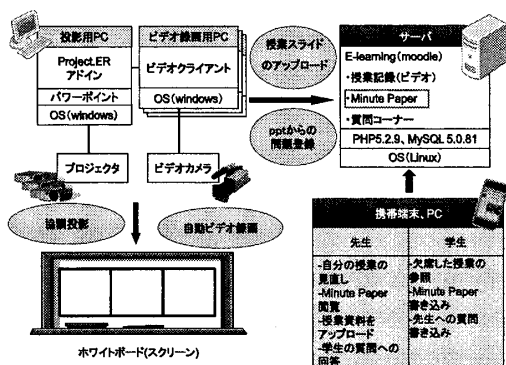 投影用PC
ProjectLER
アドイン
パワーポイント
OS(windows)
ビデオ録画用PC
ビデオクライアント
OS(windows)
授業スライド
のアップロード
pptからの
問題登録
サーバ
E-learning(moodle)
・授業記録(ビデオ)
・Minute Paper
・質問コーナー
PHP5.2.9、MySQL 5.0.81
OS(Linux)
プロジェクタ
ビデオカメラ
協調投影
自動ビデオ録画
ホワイトボード(スクリーン)
携帯端末、PC
先生
-自分の授業の
見直し
-Minute Paper
閲覧
-授業資料を
アップロード
-学生の質問への
回答
学生
-欠席した授業の
参照
-Minute Paper
書き込み
-先生への質問
書き込み